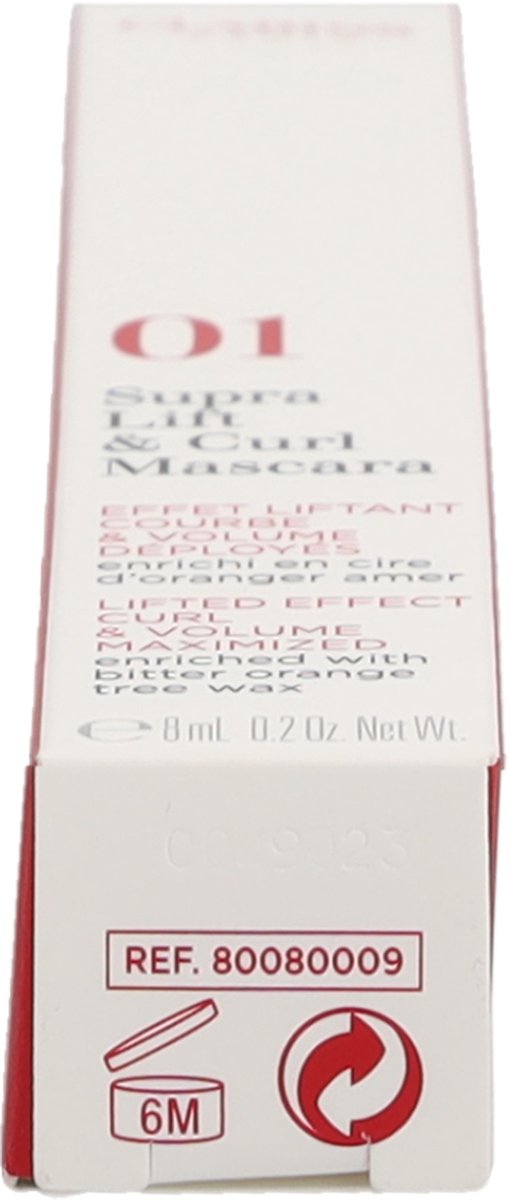 01
Supra
Lift
& Curl
Mascara
EFFET LIFTANT
COURBE
& VOLUME
DÉPLOYÉS
enrichi en cire
d'oranger amer
LIFTED EFFECT
CURL
& VOLUME
MAXIMIZED
enriched with
bitter orange
tree wax
℮ 8 mL 0.2 Oz. Net Wt.
REF. 80080009
6M